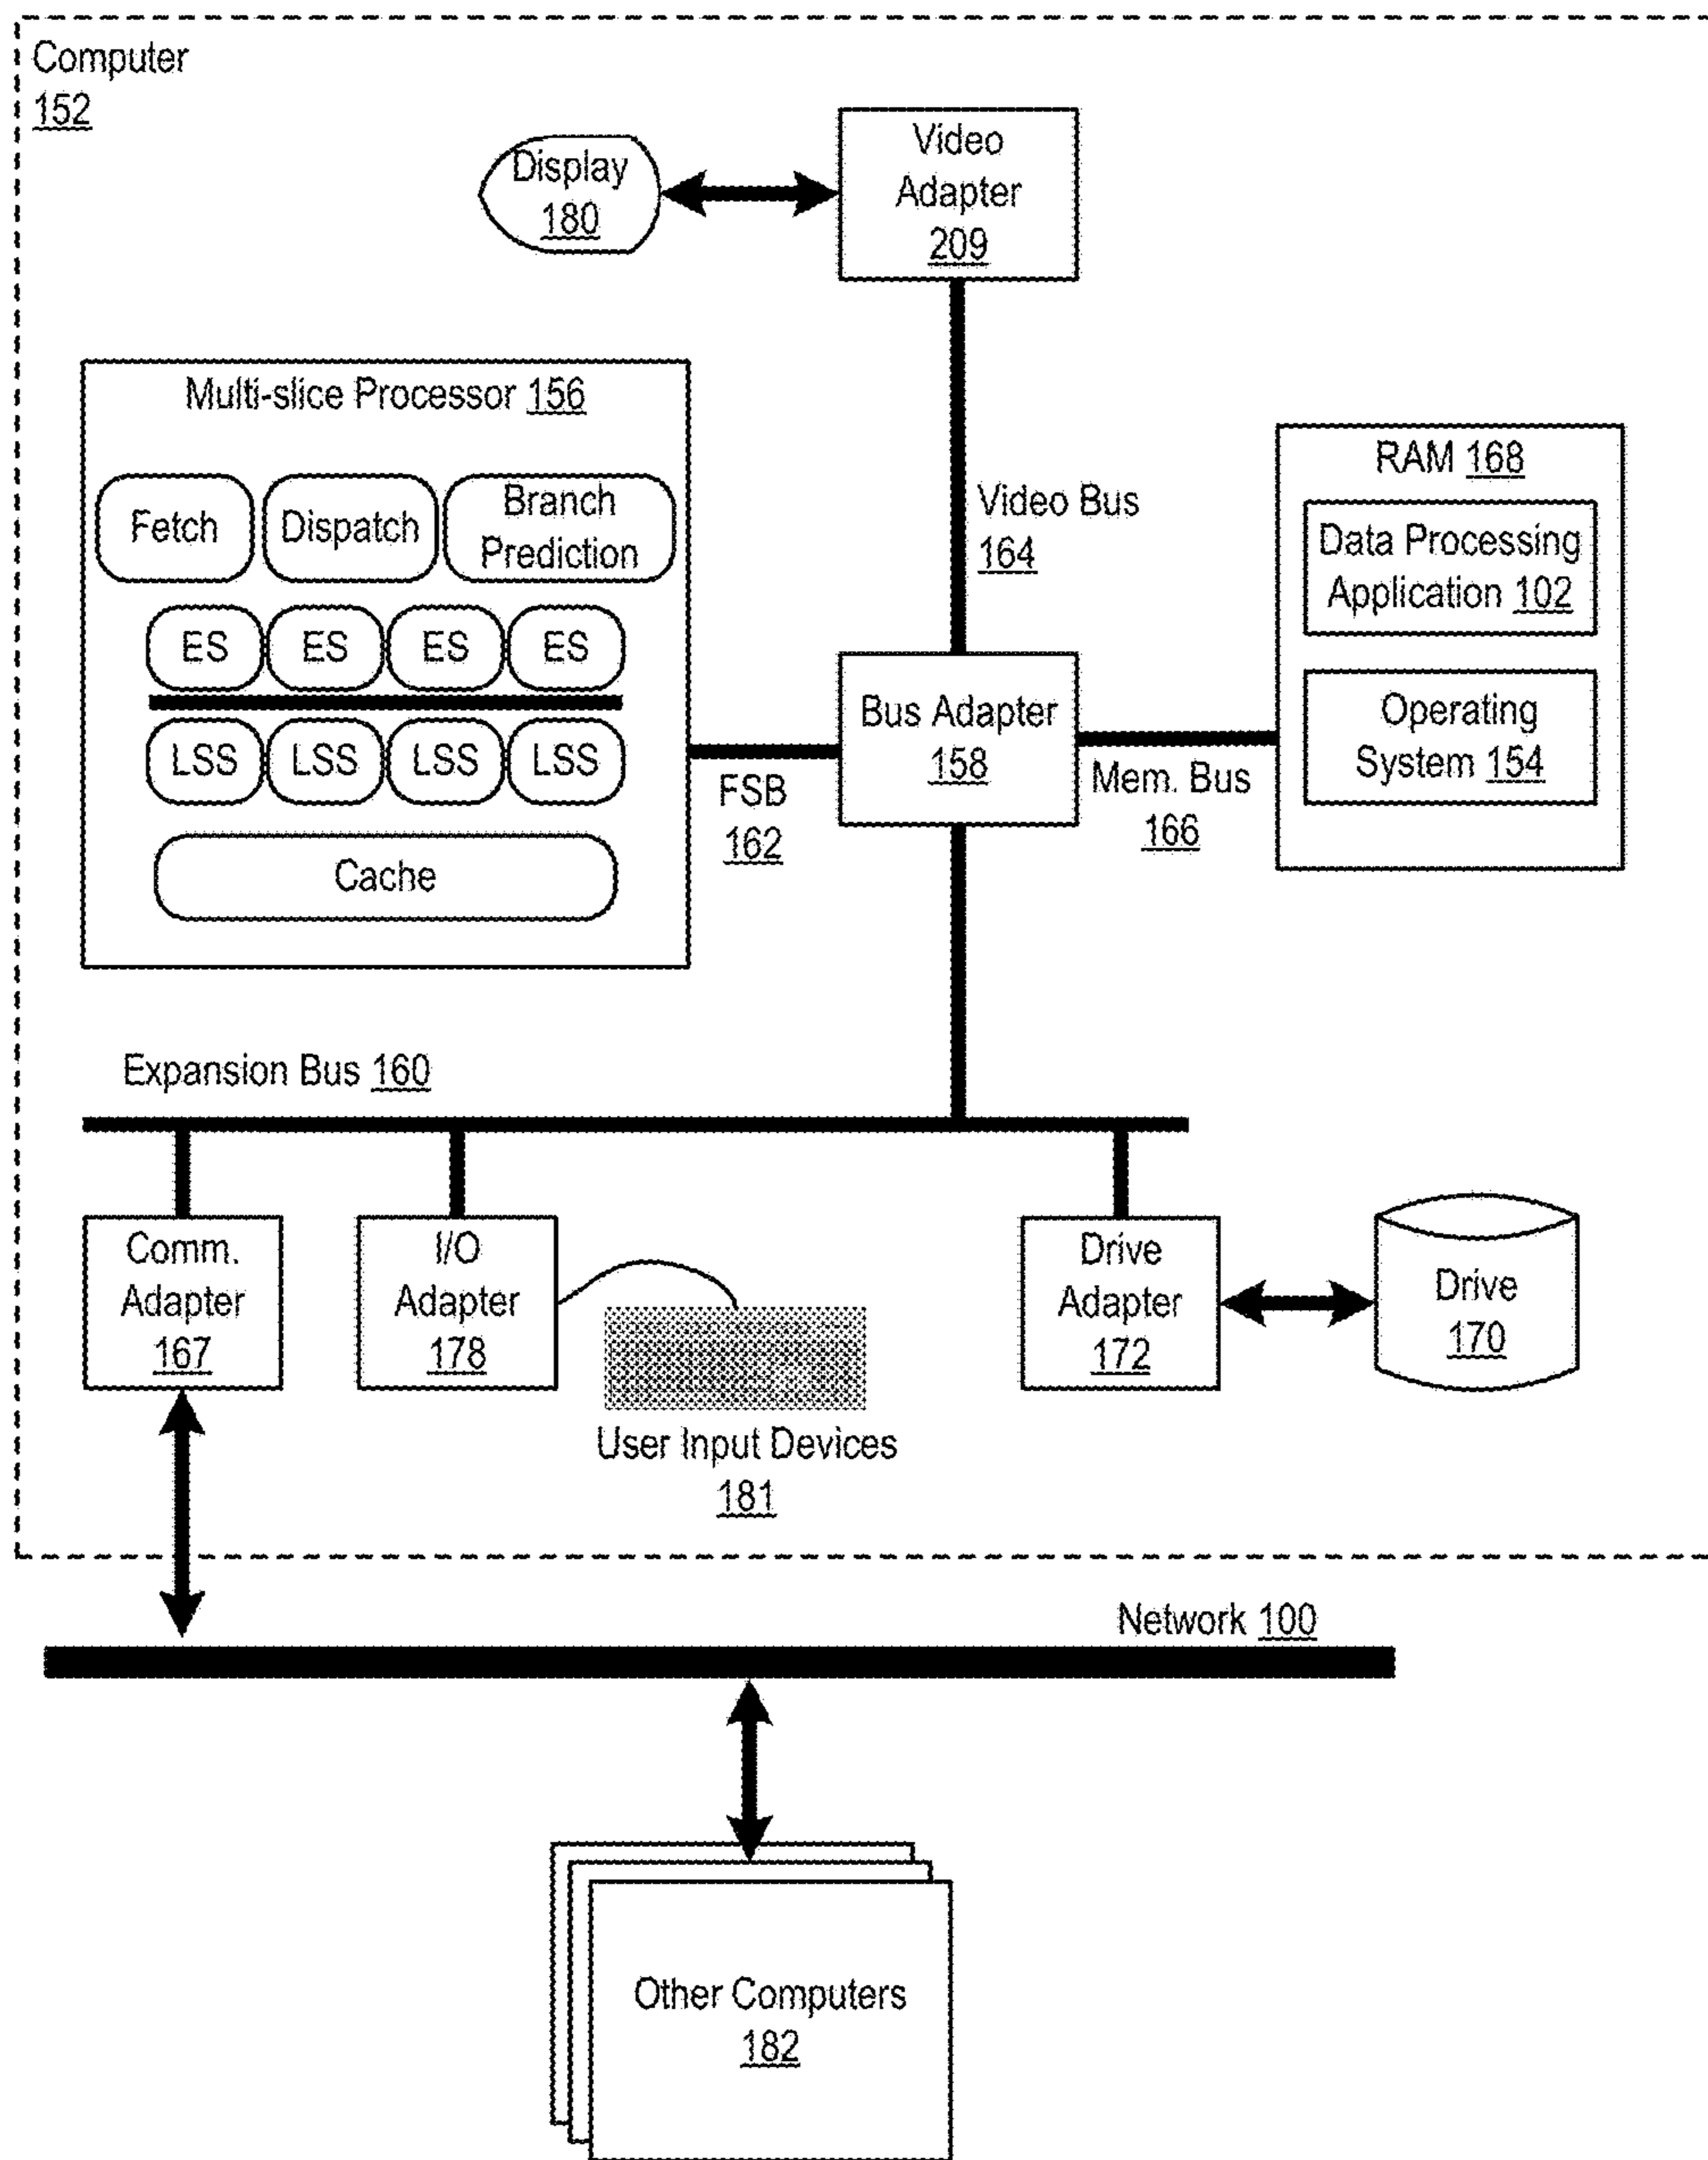 Computer
152
Display
180
Video
Adapter
209
Multi-slice Processor 156
Fetch
Dispatch
Branch
Prediction
ES
ES
ES
ES
LSS
LSS
LSS
LSS
Cache
Video Bus
164
RAM 168
Data Processing
Application 102
Operating
System 154
Bus Adapter
158
FSB
162
Mem. Bus
166
Expansion Bus 160
Comm.
Adapter
167
I/O
Adapter
178
User Input Devices
181
Drive
Adapter
172
Drive
170
Network 100
Other Computers
182